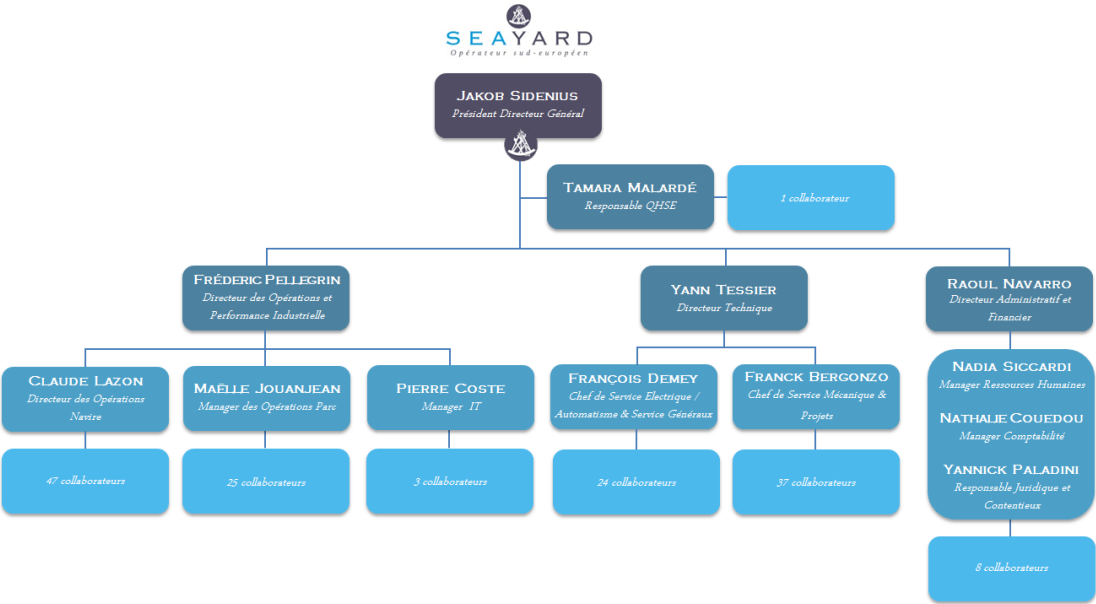 SEAYARD
Opérateur sud-européen
Jakob Sidenius
Président Directeur Général
Tamara Malardé
Responsable QHSE
1 collaborateur
Fréderic Pellegrin
Directeur des Opérations et
Performance Industrielle
Yann Tessier
Directeur Technique
Raoul Navarro
Directeur Administratif et
Financier
Claude Lazon
Directeur des Opérations
Navire
Maëlle Jouanjean
Manager des Opérations Parc
Pierre Coste
Manager IT
François Demey
Chef de Service Electrique /
Automatisme & Service Généraux
Franck Bergonzo
Chef de Service Mécanique &
Projets
Nadia Siccardi
Manager Ressources Humaines
Nathalie Couedou
Manager Comptabilité
Yannick Paladini
Responsable Juridique et
Contentieux
47 collaborateurs
25 collaborateurs
3 collaborateurs
24 collaborateurs
37 collaborateurs
8 collaborateurs